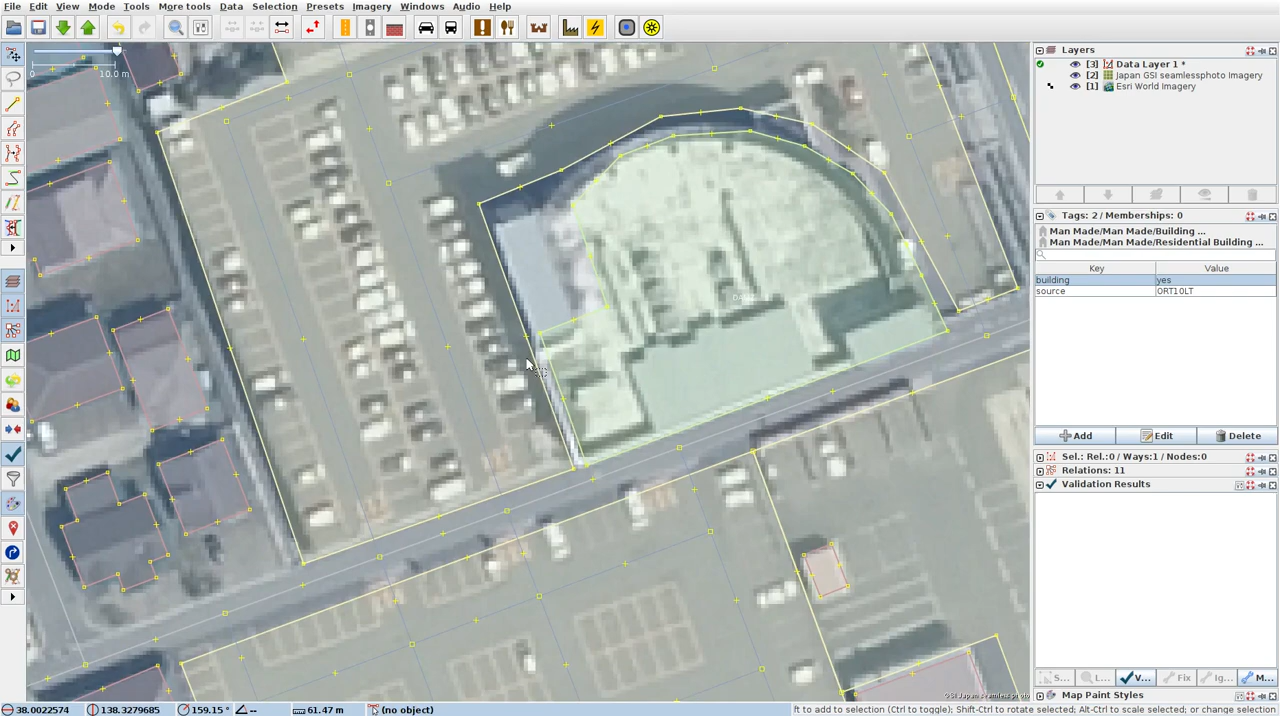 File Edit View Mode Tools More tools Data Selection Presets Imagery Windows Audio Help
0 10.0 m
Layers
[3] Data Layer 1 *
[2] Japan GSI seamlessphoto Imagery
[1] Esri World Imagery
Tags: 2 / Memberships: 0
Man Made/Man Made/Building ...
Man Made/Man Made/Residential Building ...
Key Value
building yes
source ORT10LT
Add Edit Delete
Sel.: Rel.:0 / Ways:1 / Nodes:0
Relations: 11
Validation Results
S... L... V... Fix Ig... M...
Map Paint Styles
38.0022574 138.3279685 159.15 ° -- 61.47 m (no object) ft to add to selection (Ctrl to toggle); Shift-Ctrl to rotate selected; Alt-Ctrl to scale selected; or change selection